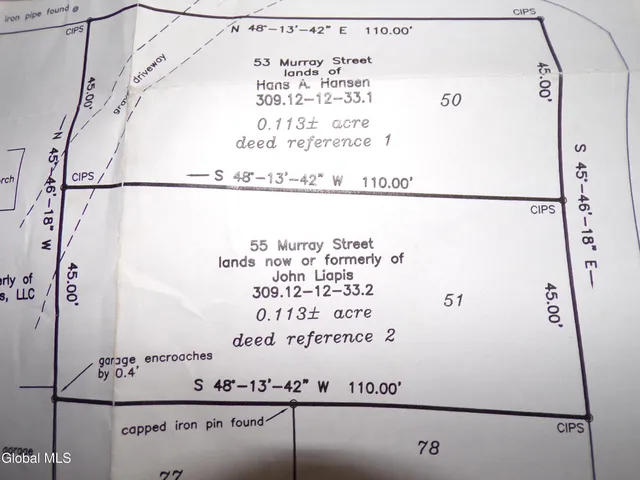 iron pipe found
CIPS
CIPS
N 48°-13'-42" E 110.00'
53 Murray Street
lands of
Hans A. Hansen
309.12-12-33.1
50
0.113± acre
deed reference 1
45.00'
45.00'
driveway
N 45°-46'-18" W
S 45°-46'-18" E
CIPS
S 48°-13'-42" W 110.00'
CIPS
55 Murray Street
lands now or formerly of
John Liapis
309.12-12-33.2
51
0.113± acre
deed reference 2
45.00'
45.00'
rch
erly of
s, LLC
garage encroaches
by 0.4'
S 48°-13'-42" W 110.00'
capped iron pin found
CIPS
78
77
Global MLS